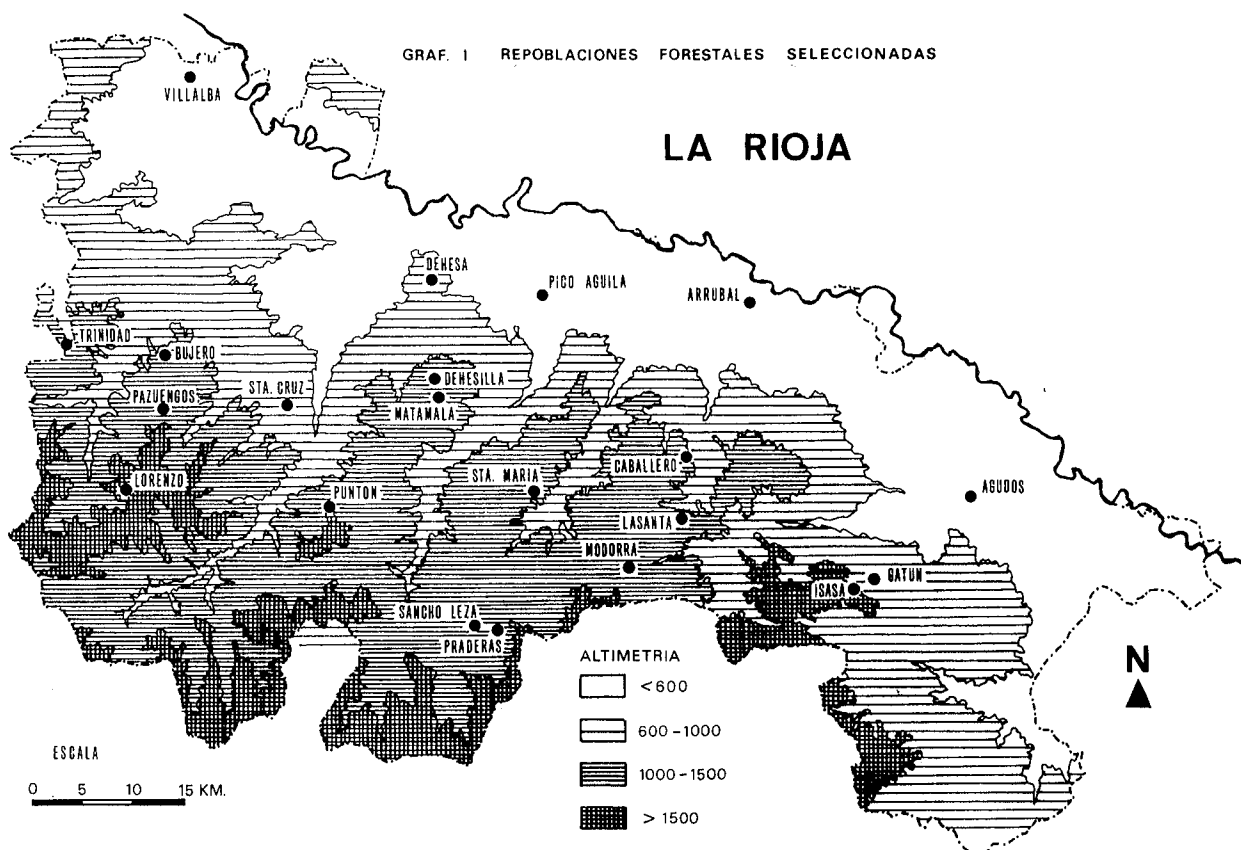 GRAF. 1 REPOBLACIONES FORESTALES SELECCIONADAS
LA RIOJA
VILLALBA
DEHESA
PICO AGUILA
ARRUBAL
TRINIDAD
BUJERO
DEHESILLA
PAZUENGOS
STA. CRUZ
MATAMALA
CABALLERO
STA. MARIA
LORENZO
PUNTON
AGUDOS
LASANTA
MODORRA
GATUN
ISASA
SANCHO LEZA
PRADERAS
ALTIMETRIA
<600
600-1000
1000-1500
> 1500
N
ESCALA
0 5 10 15 KM.